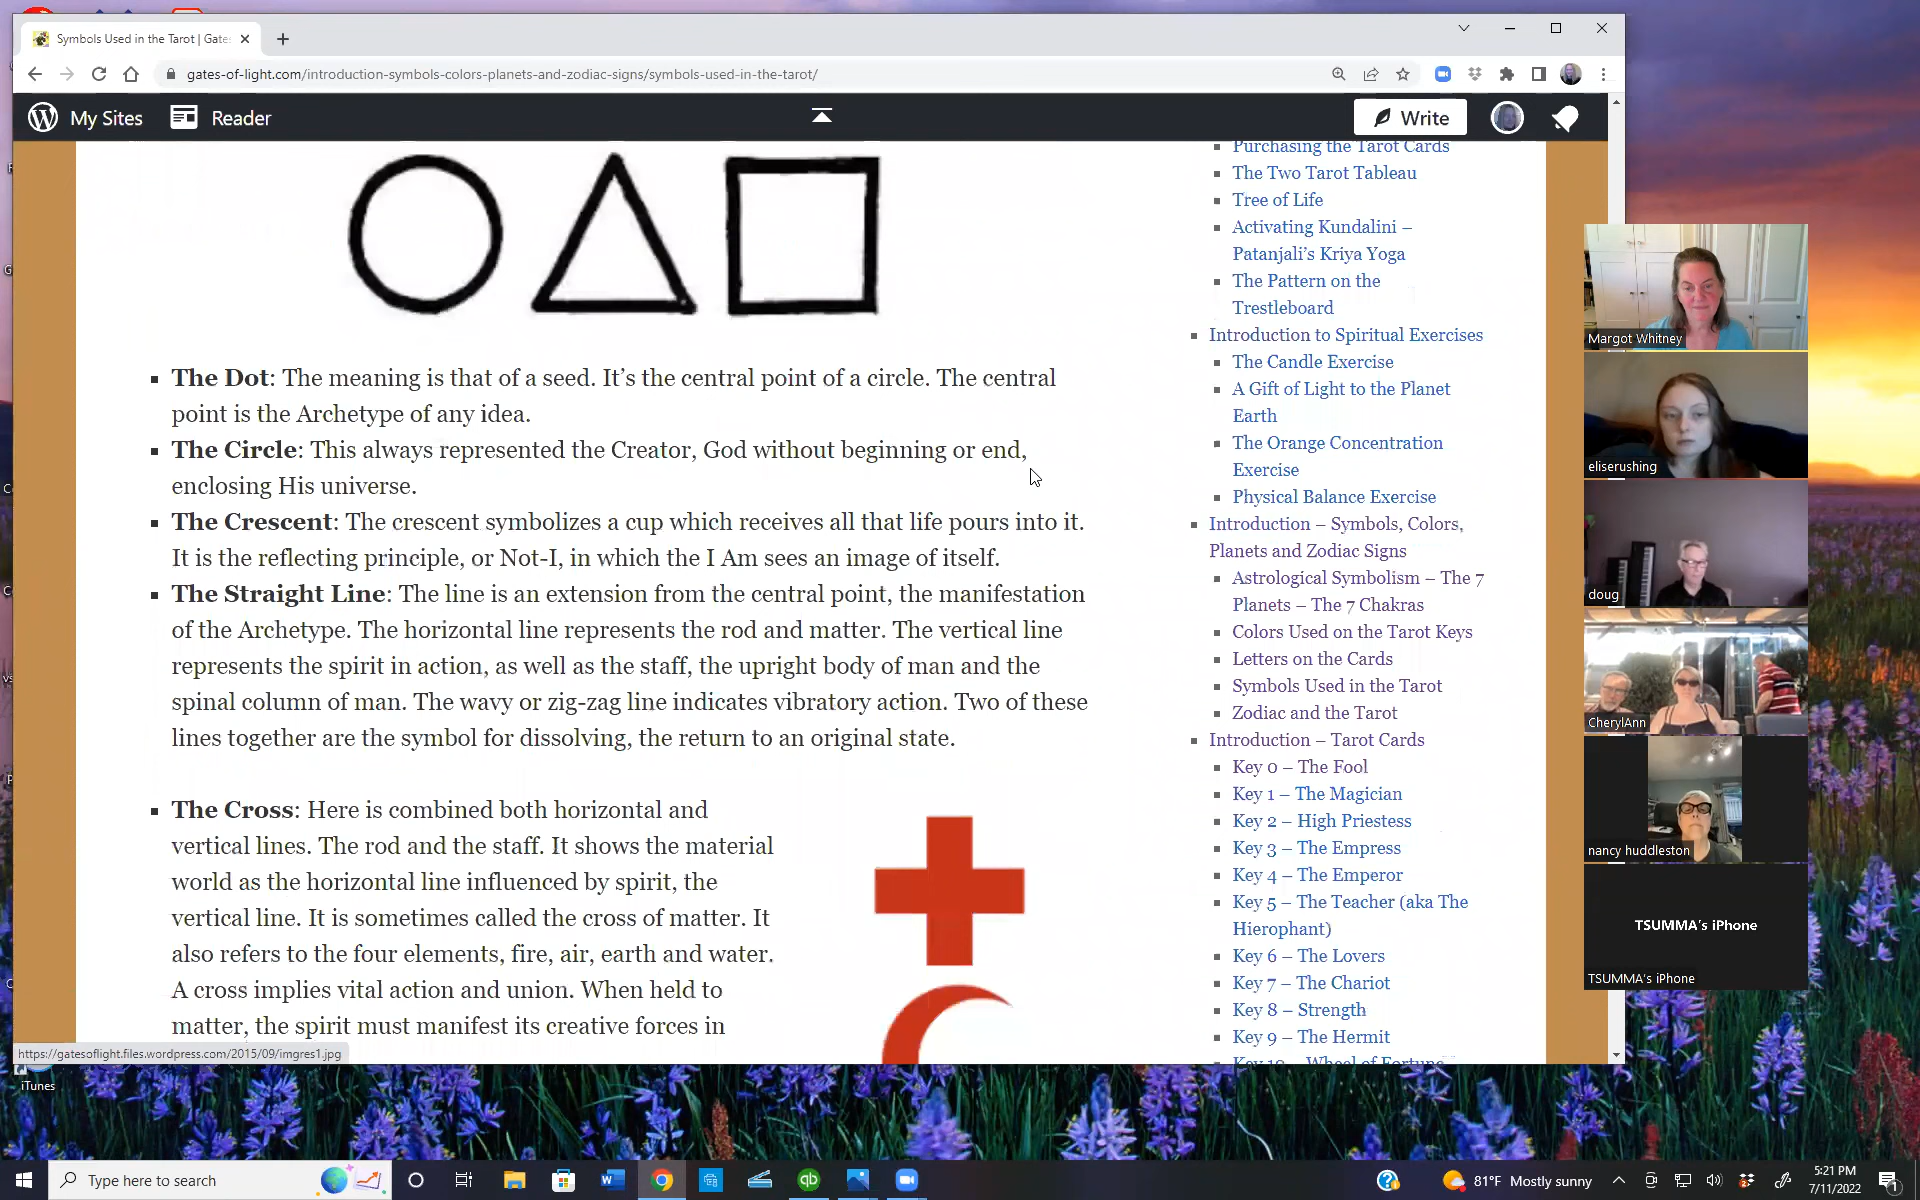 Symbols Used in the Tarot | Gate
gates-of-light.com/introduction-symbols-colors-planets-and-zodiac-signs/symbols-used-in-the-tarot/
My Sites
Reader
Write
The Dot: The meaning is that of a seed. It's the central point of a circle. The central
point is the Archetype of any idea.
The Circle: This always represented the Creator, God without beginning or end,
enclosing His universe.
The Crescent: The crescent symbolizes a cup which receives all that life pours into it.
It is the reflecting principle, or Not-I, in which the I Am sees an image of itself.
The Straight Line: The line is an extension from the central point, the manifestation
of the Archetype. The horizontal line represents the rod and matter. The vertical line
represents the spirit in action, as well as the staff, the upright body of man and the
spinal column of man. The wavy or zig-zag line indicates vibratory action. Two of these
lines together are the symbol for dissolving, the return to an original state.
The Cross: Here is combined both horizontal and
vertical lines. The rod and the staff. It shows the material
world as the horizontal line influenced by spirit, the
vertical line. It is sometimes called the cross of matter. It
also refers to the four elements, fire, air, earth and water.
A cross implies vital action and union. When held to
matter, the spirit must manifest its creative forces in
Purchasing the Tarot Cards
The Two Tarot Tableau
Tree of Life
Activating Kundalini –
Patanjali's Kriya Yoga
The Pattern on the
Trestleboard
Introduction to Spiritual Exercises
The Candle Exercise
A Gift of Light to the Planet
Earth
The Orange Concentration
Exercise
Physical Balance Exercise
Introduction – Symbols, Colors,
Planets and Zodiac Signs
Astrological Symbolism – The 7
Planets – The 7 Chakras
Colors Used on the Tarot Keys
Letters on the Cards
Symbols Used in the Tarot
Zodiac and the Tarot
Introduction – Tarot Cards
Key 0 – The Fool
Key 1 – The Magician
Key 2 – High Priestess
Key 3 – The Empress
Key 4 – The Emperor
Key 5 – The Teacher (aka The
Hierophant)
Key 6 – The Lovers
Key 7 – The Chariot
Key 8 – Strength
Key 9 – The Hermit
Key 10 – Wheel of Fortune
Margot Whitney
eliserushing
doug
CherylAnn
nancy huddleston
TSUMMA's iPhone
TSUMMA's iPhone
https://gatesoflight.files.wordpress.com/2015/09/imgres1.jpg
iTunes
Type here to search
81°F Mostly sunny
5:21 PM
7/11/2022
1